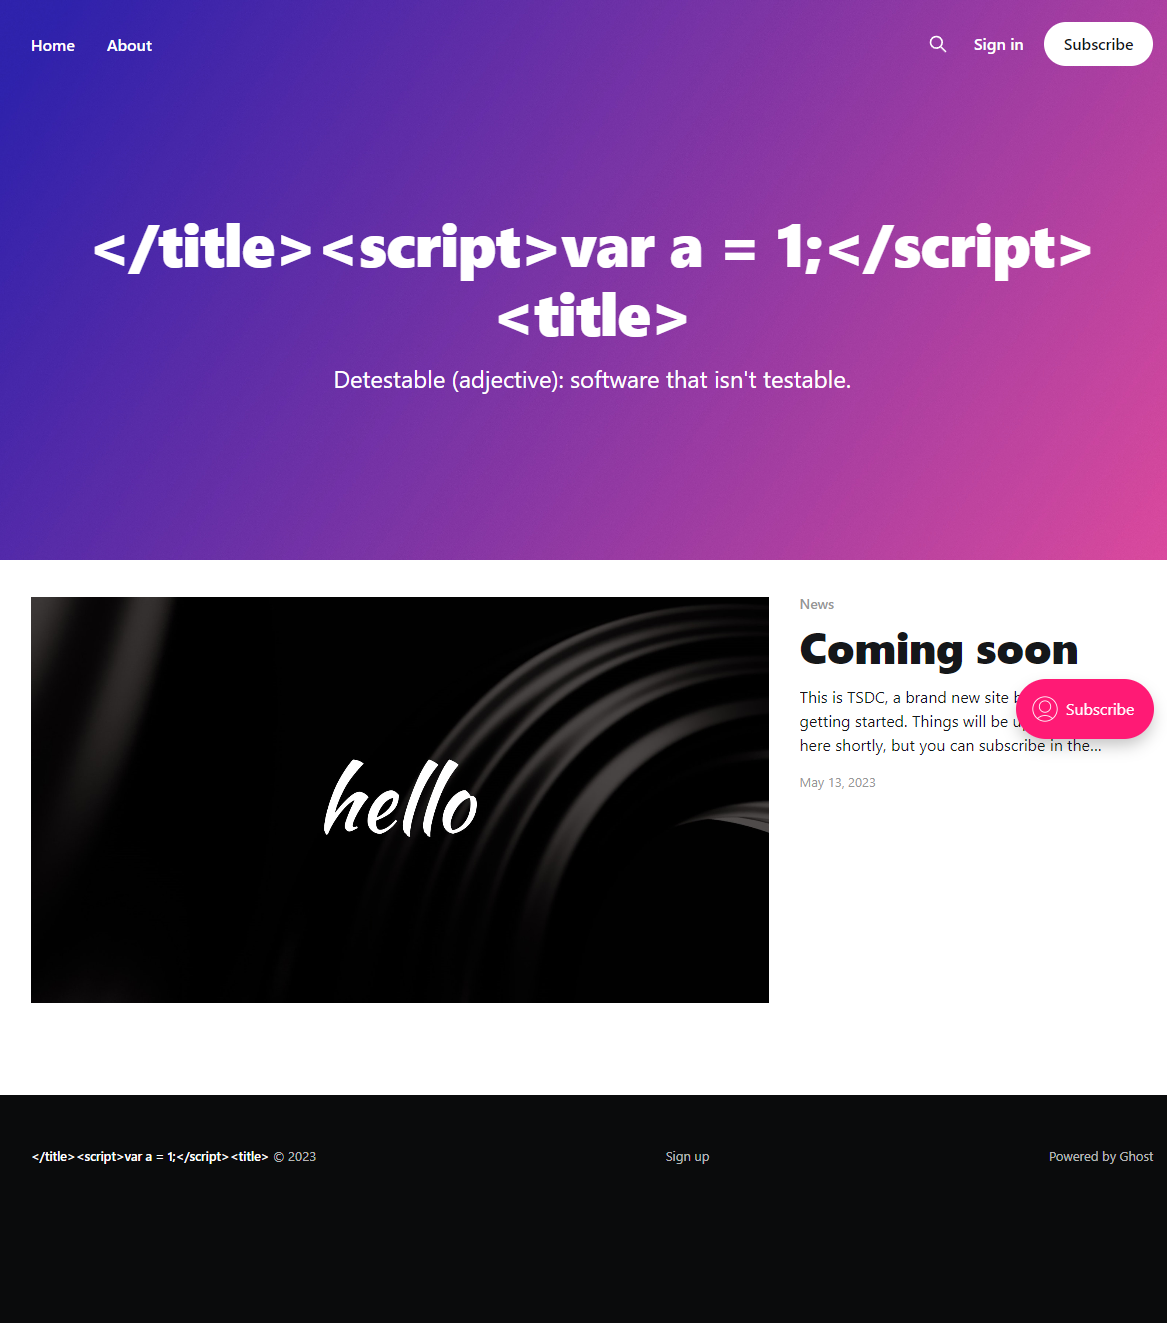 Home About Sign in Subscribe
</title><script>var a = 1;</script>
<title>
Detestable (adjective): software that isn't testable.
hello
News
Coming soon
This is TSDC, a brand new site
getting started. Things will be
here shortly, but you can subscribe in the...
Subscribe
May 13, 2023
</title><script>var a = 1;</script><title> © 2023 Sign up Powered by Ghost